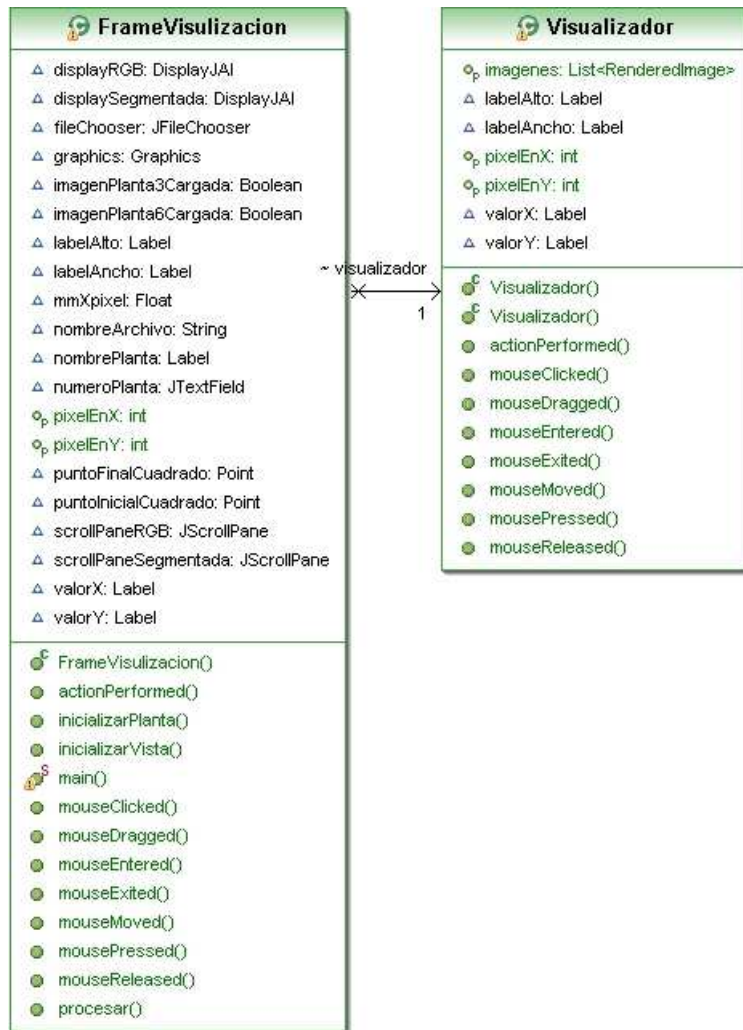 FrameVisulizacion
displayRGB: DisplayJAI
displaySegmentada: DisplayJAI
fileChooser: JFileChooser
graphics: Graphics
imagenPlanta3Cargada: Boolean
imagenPlanta6Cargada: Boolean
labelAlto: Label
labelAncho: Label
mmXpixel: Float
nombreArchivo: String
nombrePlanta: Label
numeroPlanta: JTextField
pixelEnX: int
pixelEnY: int
puntoFinalCuadrado: Point
puntoInicialCuadrado: Point
scrollPaneRGB: JScrollPane
scrollPaneSegmentada: JScrollPane
valorX: Label
valorY: Label
FrameVisulizacion()
actionPerformed()
inicializarPlanta()
inicializarVista()
main()
mouseClicked()
mouseDragged()
mouseEntered()
mouseExited()
mouseMoved()
mousePressed()
mouseReleased()
procesar()
~ visualizador
1
Visualizador
imagenes: List<RenderedImage>
labelAlto: Label
labelAncho: Label
pixelEnX: int
pixelEnY: int
valorX: Label
valorY: Label
Visualizador()
Visualizador()
actionPerformed()
mouseClicked()
mouseDragged()
mouseEntered()
mouseExited()
mouseMoved()
mousePressed()
mouseReleased()